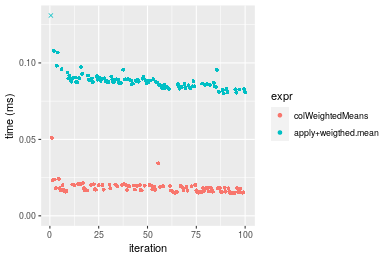 0.10
0.05
0.00
time (ms)
0
25
50
75
100
iteration
expr
colWeightedMeans
apply+weigthed.mean